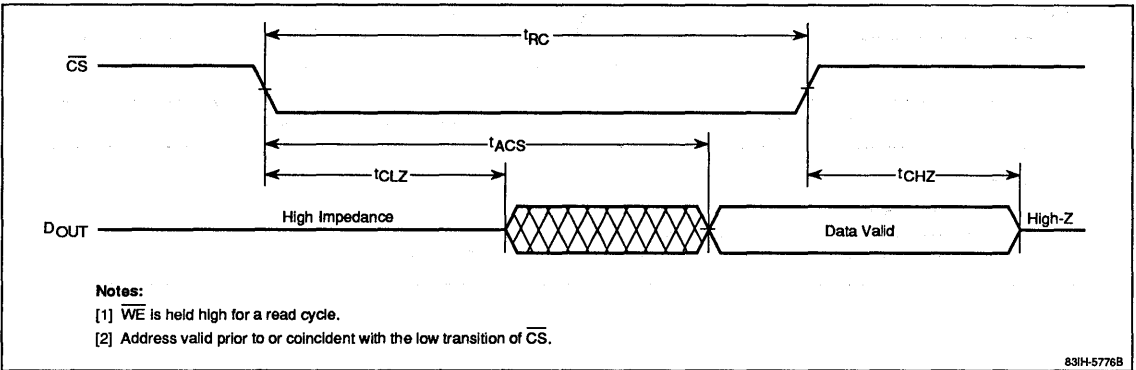 tRC
CS
tACS
tCLZ
tCHZ
DOUT
High Impedance
Data Valid
High-Z
Notes:
[1] WE is held high for a read cycle.
[2] Address valid prior to or coincident with the low transition of CS.
83IH-5776B